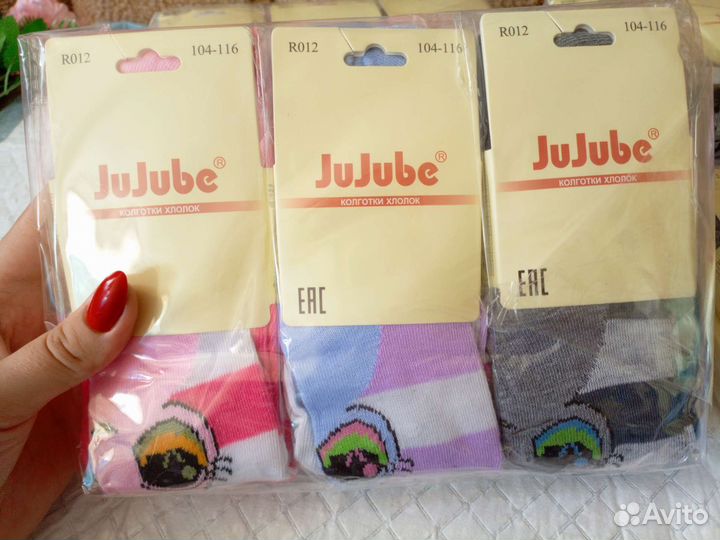 R012 104-116
JuJube®
КОЛГОТКИ ХЛОПОК
R012 104-116
JuJube®
КОЛГОТКИ ХЛОПОК
EAC
R012 104-116
JuJube®
КОЛГОТКИ ХЛОПОК
EAC
Avito